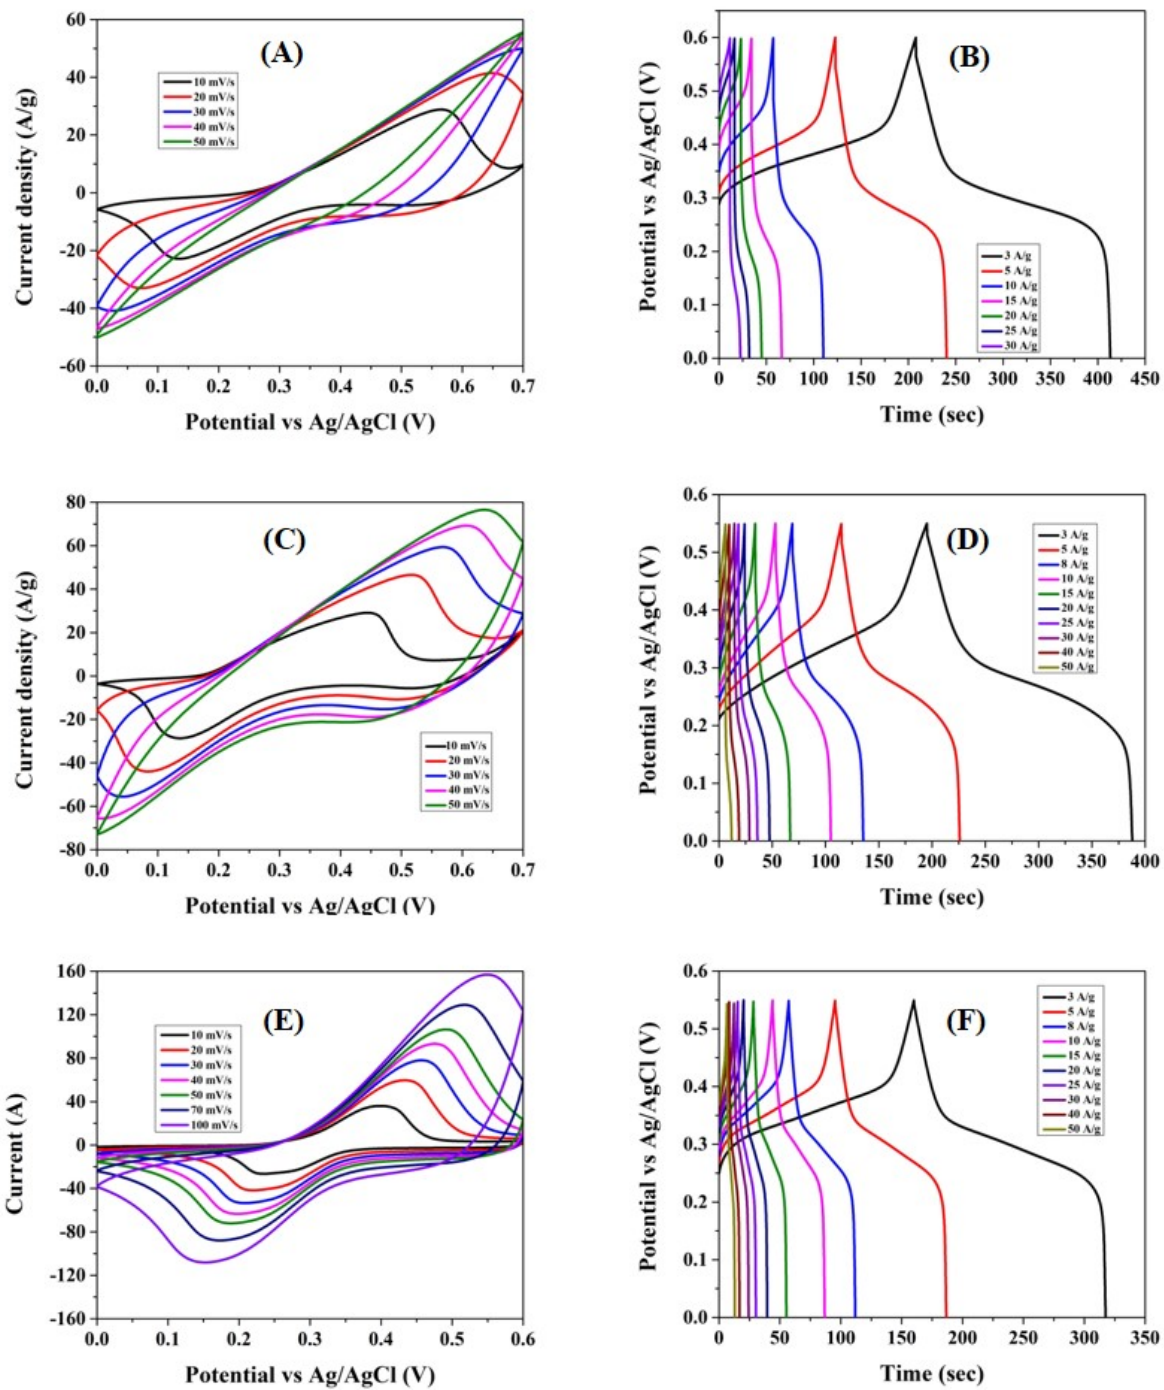 (A)
10 mV/s
20 mV/s
30 mV/s
40 mV/s
50 mV/s
60
40
20
0
-20
-40
-60
0.0 0.1 0.2 0.3 0.4 0.5 0.6 0.7
Current density (A/g)
Potential vs Ag/AgCl (V)
(B)
3 A/g
5 A/g
10 A/g
15 A/g
20 A/g
25 A/g
30 A/g
0.6
0.5
0.4
0.3
0.2
0.1
0.0
0 50 100 150 200 250 300 350 400 450
Potential vs Ag/AgCl (V)
Time (sec)
(C)
10 mV/s
20 mV/s
30 mV/s
40 mV/s
50 mV/s
80
60
40
20
0
-20
-40
-60
-80
0.0 0.1 0.2 0.3 0.4 0.5 0.6 0.7
Current density (A/g)
Potential vs Ag/AgCl (V)
(D)
3 A/g
5 A/g
8 A/g
10 A/g
15 A/g
20 A/g
25 A/g
30 A/g
40 A/g
50 A/g
0.6
0.5
0.4
0.3
0.2
0.1
0.0
0 50 100 150 200 250 300 350 400
Potential vs Ag/AgCl (V)
Time (sec)
(E)
10 mV/s
20 mV/s
30 mV/s
40 mV/s
50 mV/s
70 mV/s
100 mV/s
160
120
80
40
0
-40
-80
-120
-160
0.0 0.1 0.2 0.3 0.4 0.5 0.6
Current (A)
Potential vs Ag/AgCl (V)
(F)
3 A/g
5 A/g
8 A/g
10 A/g
15 A/g
20 A/g
25 A/g
30 A/g
40 A/g
50 A/g
0.6
0.5
0.4
0.3
0.2
0.1
0.0
0 50 100 150 200 250 300 350
Potential vs Ag/AgCl (V)
Time (sec)